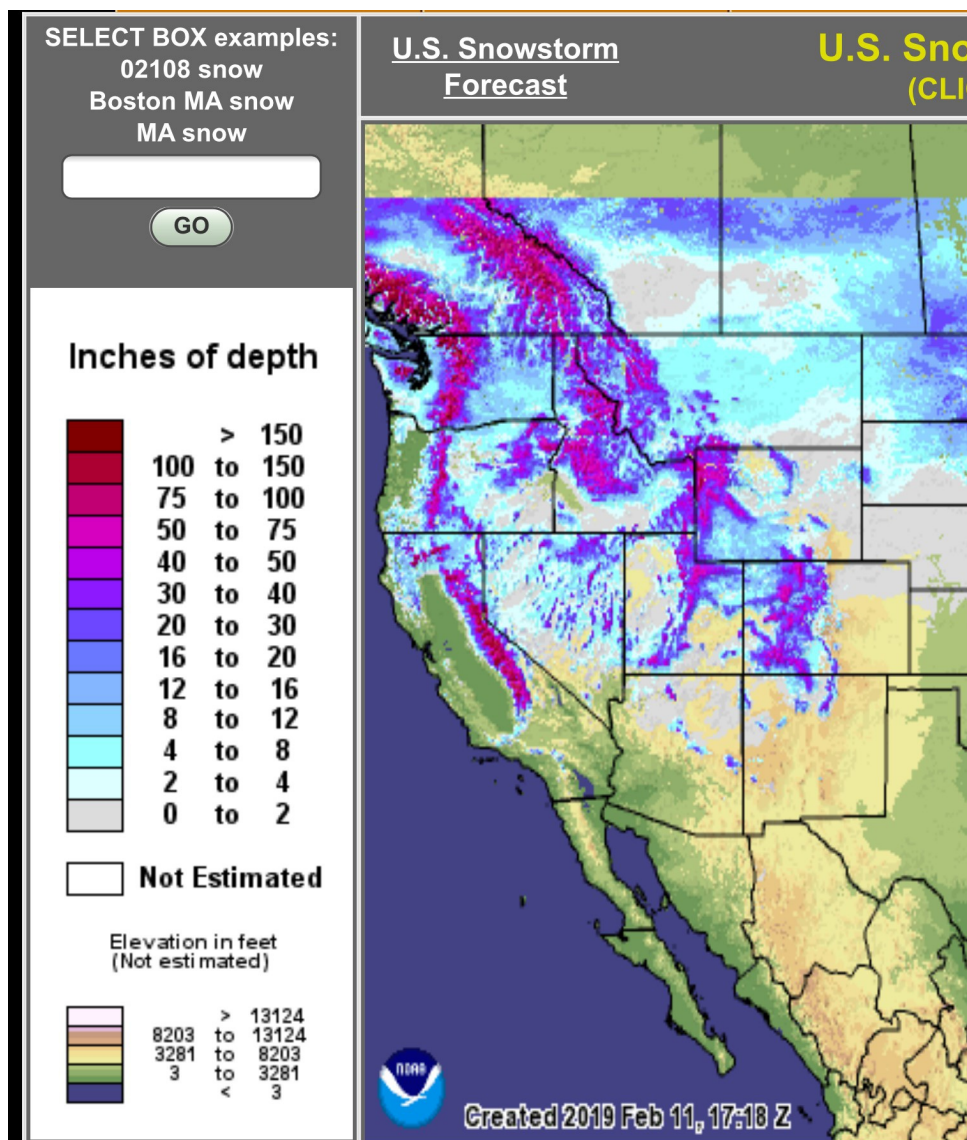 SELECT BOX examples:
02108 snow
Boston MA snow
MA snow
GO
U.S. Snowstorm
Forecast
U.S. Sno
(CLI
Inches of depth
> 150
100 to 150
75 to 100
50 to 75
40 to 50
30 to 40
20 to 30
16 to 20
12 to 16
8 to 12
4 to 8
2 to 4
0 to 2
Not Estimated
Elevation in feet
(Not estimated)
> 13124
8203 to 13124
3281 to 8203
3 to 3281
< 3
NOAA
Created 2019 Feb 11, 17:18 Z